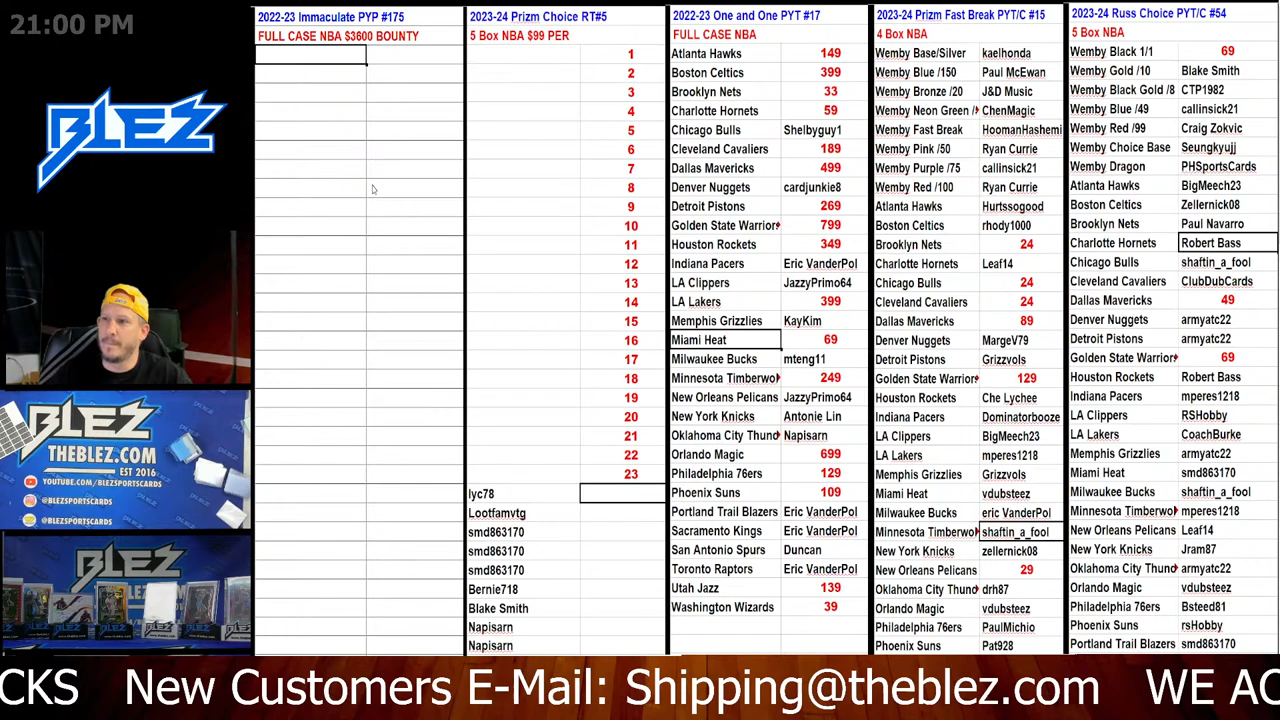 21:00 PM
BLEZ
BLEZ
THEBLEZ.COM
EST 2016
YOUTUBE.COM/BLEZSPORTSCARDS
@BLEZSPORTSCARDS
@BLEZSPORTSCARDS
BLEZ
2022-23 Immaculate PYP #175
FULL CASE NBA $3600 BOUNTY
2023-24 Prizm Choice RT#5
5 Box NBA $99 PER
1
2
3
4
5
6
7
8
9
10
11
12
13
14
15
16
17
18
19
20
21
22
23
lyc78
Lootfamvtg
smd863170
smd863170
smd863170
Bernie718
Blake Smith
Napisarn
Napisarn
2022-23 One and One PYT #17
FULL CASE NBA
Atlanta Hawks 149
Boston Celtics 399
Brooklyn Nets 33
Charlotte Hornets 59
Chicago Bulls Shelbyguy1
Cleveland Cavaliers 189
Dallas Mavericks 499
Denver Nuggets cardjunkie8
Detroit Pistons 269
Golden State Warrior 799
Houston Rockets 349
Indiana Pacers Eric VanderPol
LA Clippers JazzyPrimo64
LA Lakers 399
Memphis Grizzlies KayKim
Miami Heat 69
Milwaukee Bucks mteng11
Minnesota Timberwol 249
New Orleans Pelicans JazzyPrimo64
New York Knicks Antonie Lin
Oklahoma City Thund Napisarn
Orlando Magic 699
Philadelphia 76ers 129
Phoenix Suns 109
Portland Trail Blazers Eric VanderPol
Sacramento Kings Eric VanderPol
San Antonio Spurs Duncan
Toronto Raptors Eric VanderPol
Utah Jazz 139
Washington Wizards 39
2023-24 Prizm Fast Break PYT/C #15
4 Box NBA
Wemby Base/Silver kaelhonda
Wemby Blue /150 Paul McEwan
Wemby Bronze /20 J&D Music
Wemby Neon Green / ChenMagic
Wemby Fast Break HoomanHashemi
Wemby Pink /50 Ryan Currie
Wemby Purple /75 callinsick21
Wemby Red /100 Ryan Currie
Atlanta Hawks Hurtssogood
Boston Celtics rhody1000
Brooklyn Nets 24
Charlotte Hornets Leaf14
Chicago Bulls 24
Cleveland Cavaliers 24
Dallas Mavericks 89
Denver Nuggets MargeV79
Detroit Pistons Grizzvols
Golden State Warrior 129
Houston Rockets Che Lychee
Indiana Pacers Dominatorbooze
LA Clippers BigMeech23
LA Lakers mperes1218
Memphis Grizzlies Grizzvols
Miami Heat vdubsteez
Milwaukee Bucks eric VanderPol
Minnesota Timberwol shaftin_a_fool
New York Knicks zellernick08
New Orleans Pelicans 29
Oklahoma City Thund drh87
Orlando Magic vdubsteez
Philadelphia 76ers PaulMichio
Phoenix Suns Pat928
2023-24 Russ Choice PYT/C #54
5 Box NBA
Wemby Black 1/1 69
Wemby Gold /10 Blake Smith
Wemby Black Gold /8 CTP1982
Wemby Blue /49 callinsick21
Wemby Red /99 Craig Zokvic
Wemby Choice Base Seungkyujj
Wemby Dragon PHSportsCards
Atlanta Hawks BigMeech23
Boston Celtics Zellernick08
Brooklyn Nets Paul Navarro
Charlotte Hornets Robert Bass
Chicago Bulls shaftin_a_fool
Cleveland Cavaliers ClubDubCards
Dallas Mavericks 49
Denver Nuggets armyatc22
Detroit Pistons armyatc22
Golden State Warrior 69
Houston Rockets Robert Bass
Indiana Pacers mperes1218
LA Clippers RSHobby
LA Lakers CoachBurke
Memphis Grizzlies armyatc22
Miami Heat smd863170
Milwaukee Bucks shaftin_a_fool
Minnesota Timberwo mperes1218
New Orleans Pelicans Leaf14
New York Knicks Jram87
Oklahoma City Thund armyatc22
Orlando Magic vdubsteez
Philadelphia 76ers Bsteed81
Phoenix Suns rsHobby
Portland Trail Blazers smd863170
CKS New Customers E-Mail: Shipping@theblez.com WE AC